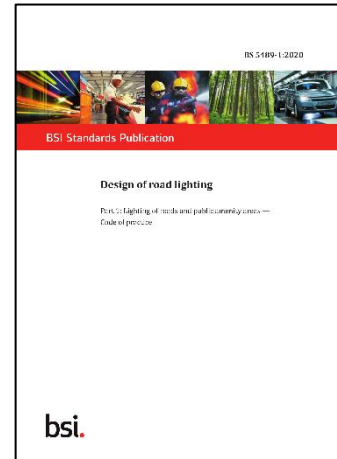 BS 5489-1:2020
BSI Standards Publication
Design of road lighting
Part 1: Lighting of roads and public amenity areas —
Code of practice
bsi.